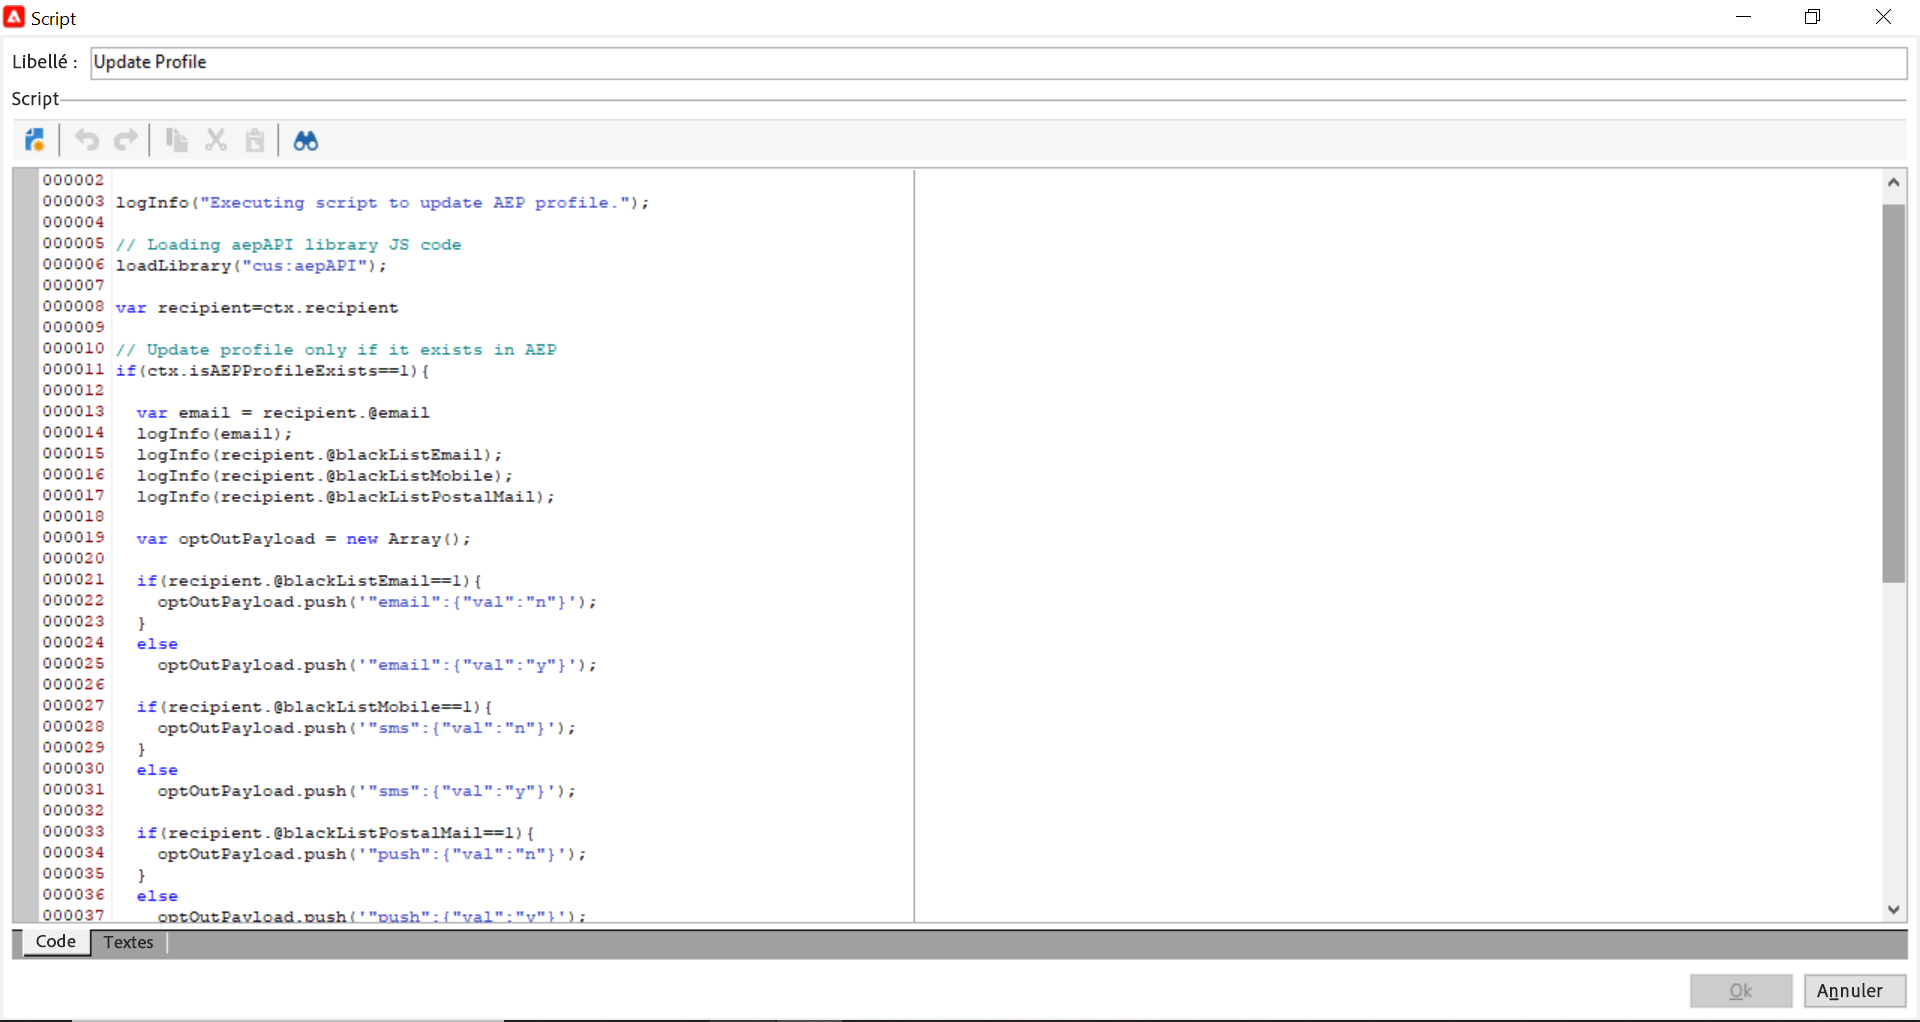 Script
Libellé : Update Profile
Script
000002
000003 logInfo("Executing script to update AEP profile.");
000004
000005 // Loading aepAPI library JS code
000006 loadLibrary("cus:aepAPI");
000007
000008 var recipient=ctx.recipient
000009
000010 // Update profile only if it exists in AEP
000011 if(ctx.isAEPProfileExists==1){
000012
000013   var email = recipient.@email
000014   logInfo(email);
000015   logInfo(recipient.@blackListEmail);
000016   logInfo(recipient.@blackListMobile);
000017   logInfo(recipient.@blackListPostalMail);
000018
000019   var optOutPayload = new Array();
000020
000021   if(recipient.@blackListEmail==1){
000022     optOutPayload.push('"email":{"val":"n"}');
000023   }
000024   else
000025     optOutPayload.push('"email":{"val":"y"}');
000026
000027   if(recipient.@blackListMobile==1){
000028     optOutPayload.push('"sms":{"val":"n"}');
000029   }
000030   else
000031     optOutPayload.push('"sms":{"val":"y"}');
000032
000033   if(recipient.@blackListPostalMail==1){
000034     optOutPayload.push('"push":{"val":"n"}');
000035   }
000036   else
000037     optOutPayload.push('"push":{"val":"y"}');
Code Textes
Ok Annuler